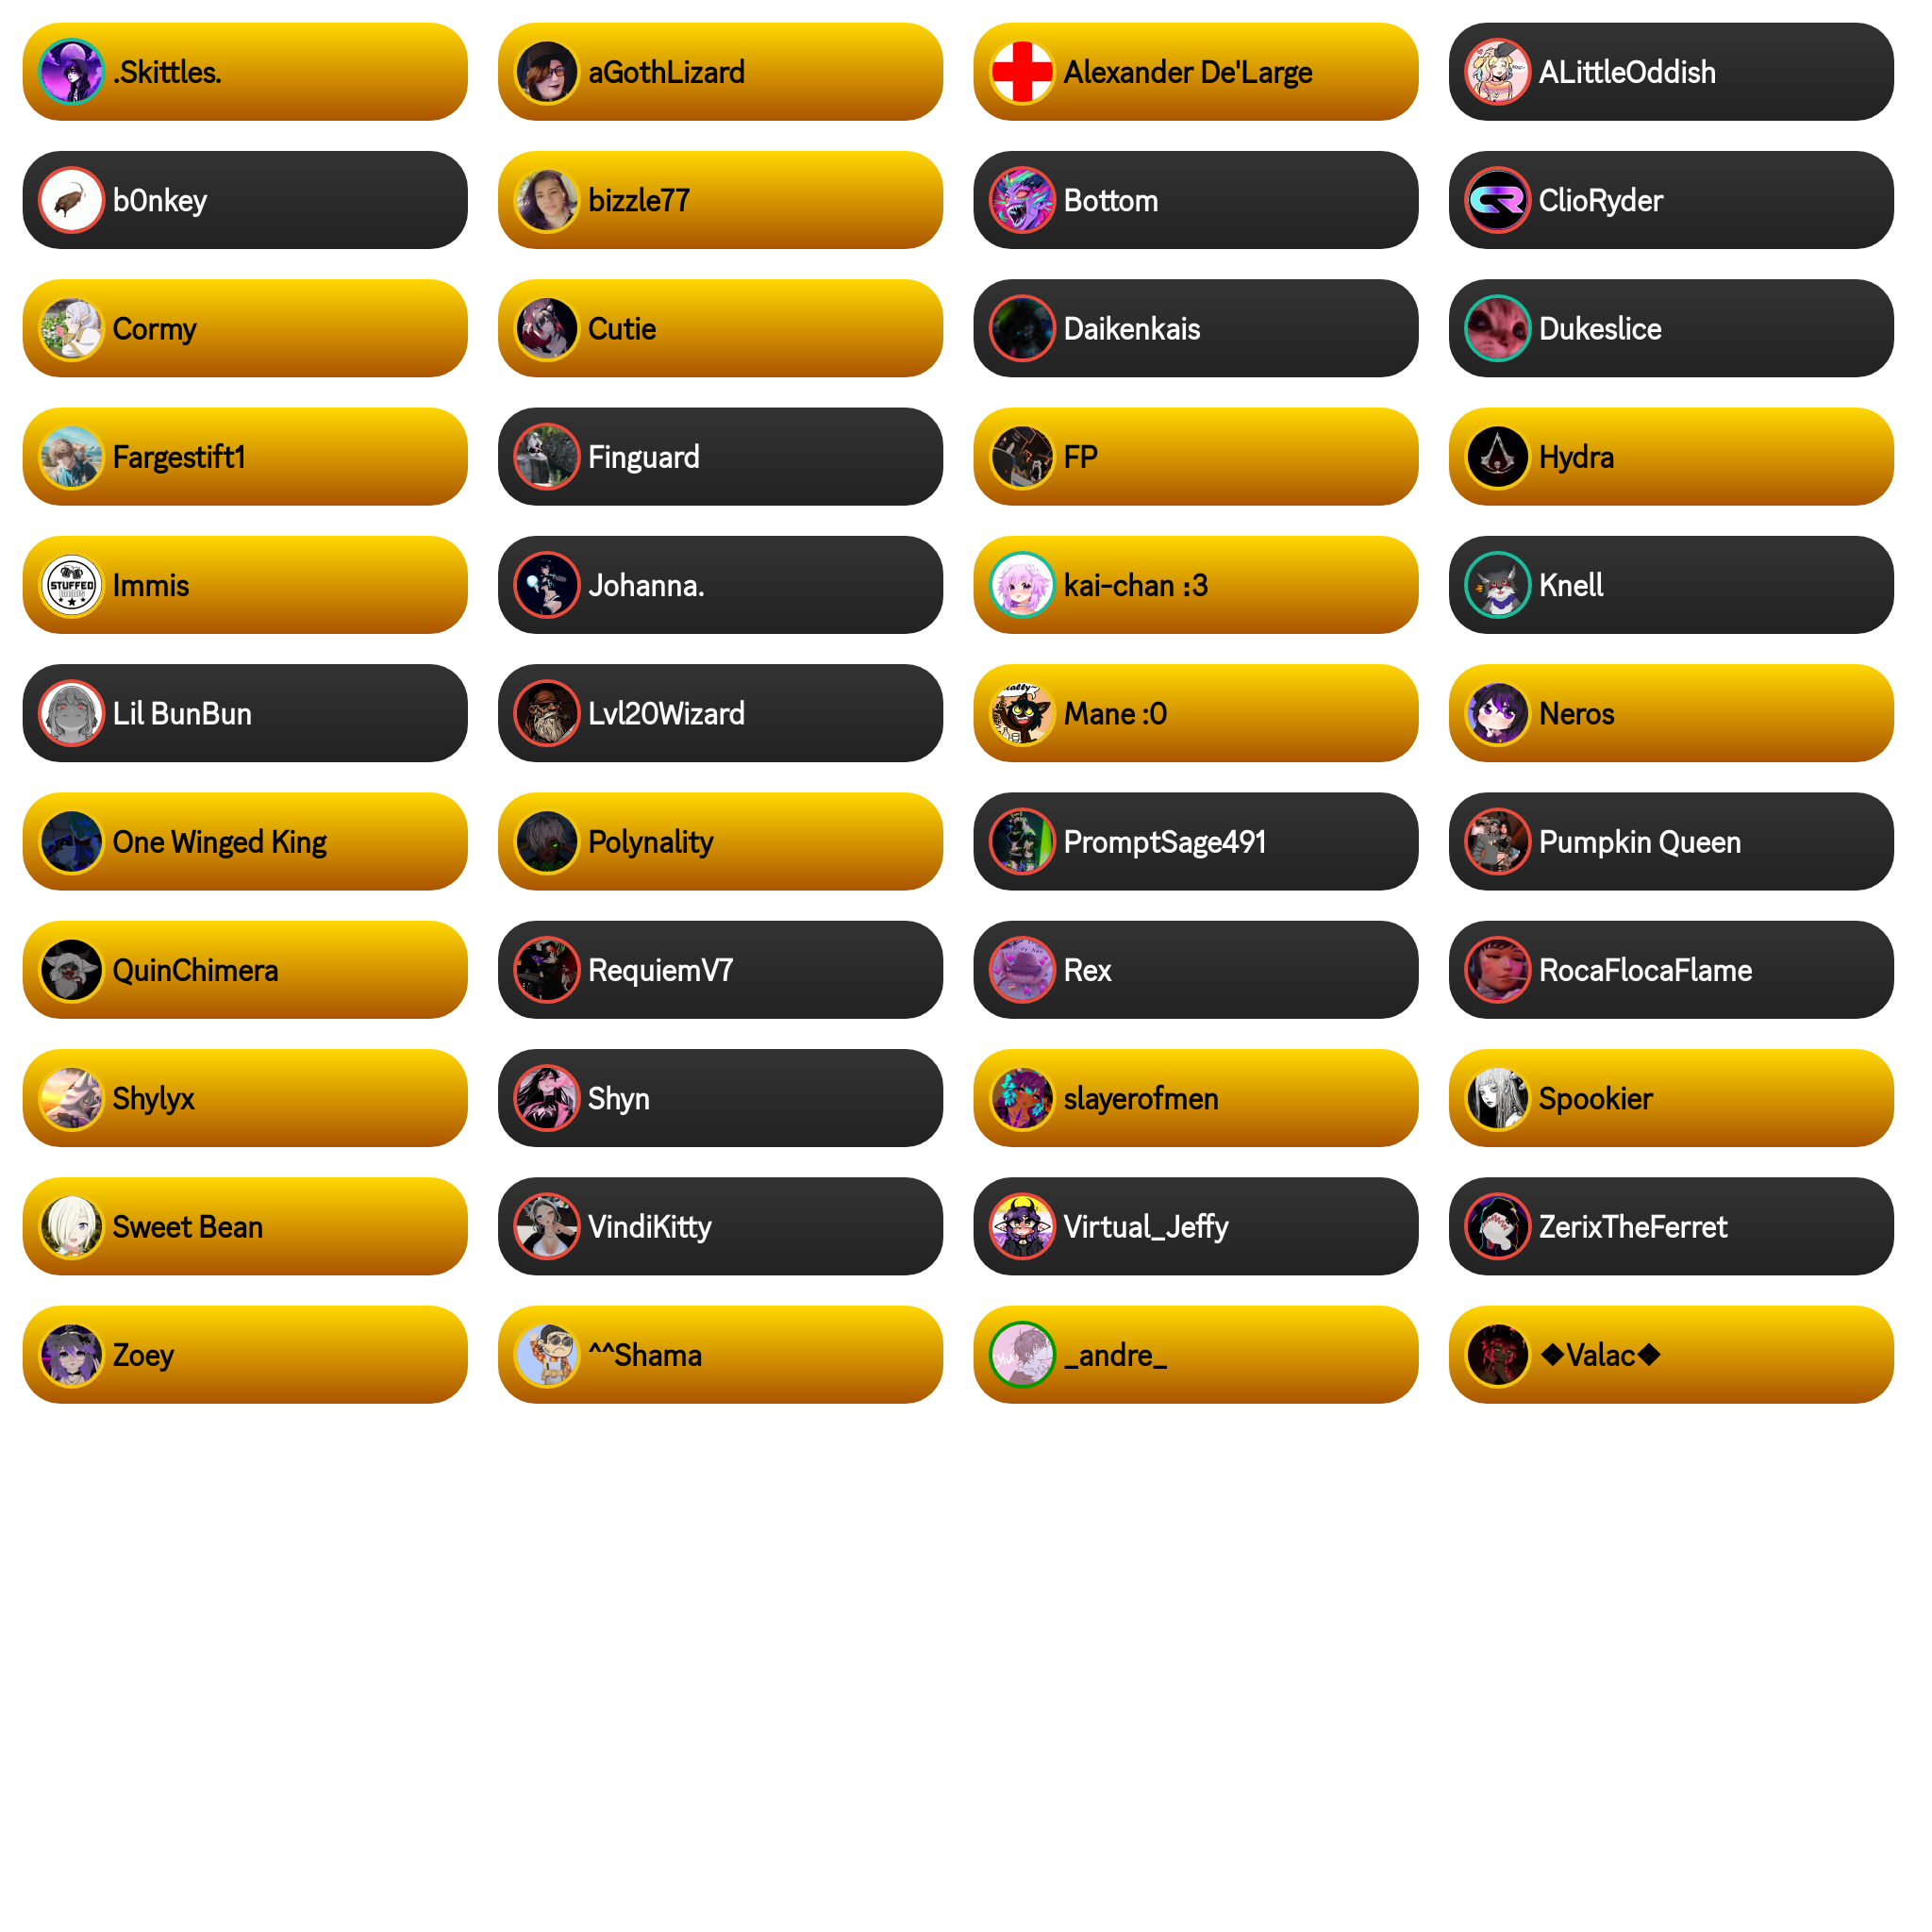 .Skittles.
aGothLizard
Alexander De'Large
ALittleOddish
b0nkey
bizzle77
Bottom
ClioRyder
Cormy
Cutie
Daikenkais
Dukeslice
Fargestift1
Finguard
FP
Hydra
STUFFED
Immis
Johanna.
kai-chan :3
Knell
Lil BunBun
Lvl20Wizard
Mane :0
Neros
One Winged King
Polynality
PromptSage491
Pumpkin Queen
QuinChimera
RequiemV7
Rex
RocaFlocaFlame
Shylyx
Shyn
slayerofmen
Spookier
Sweet Bean
VindiKitty
Virtual_Jeffy
ZerixTheFerret
Zoey
^^Shama
_andre_
◆Valac◆